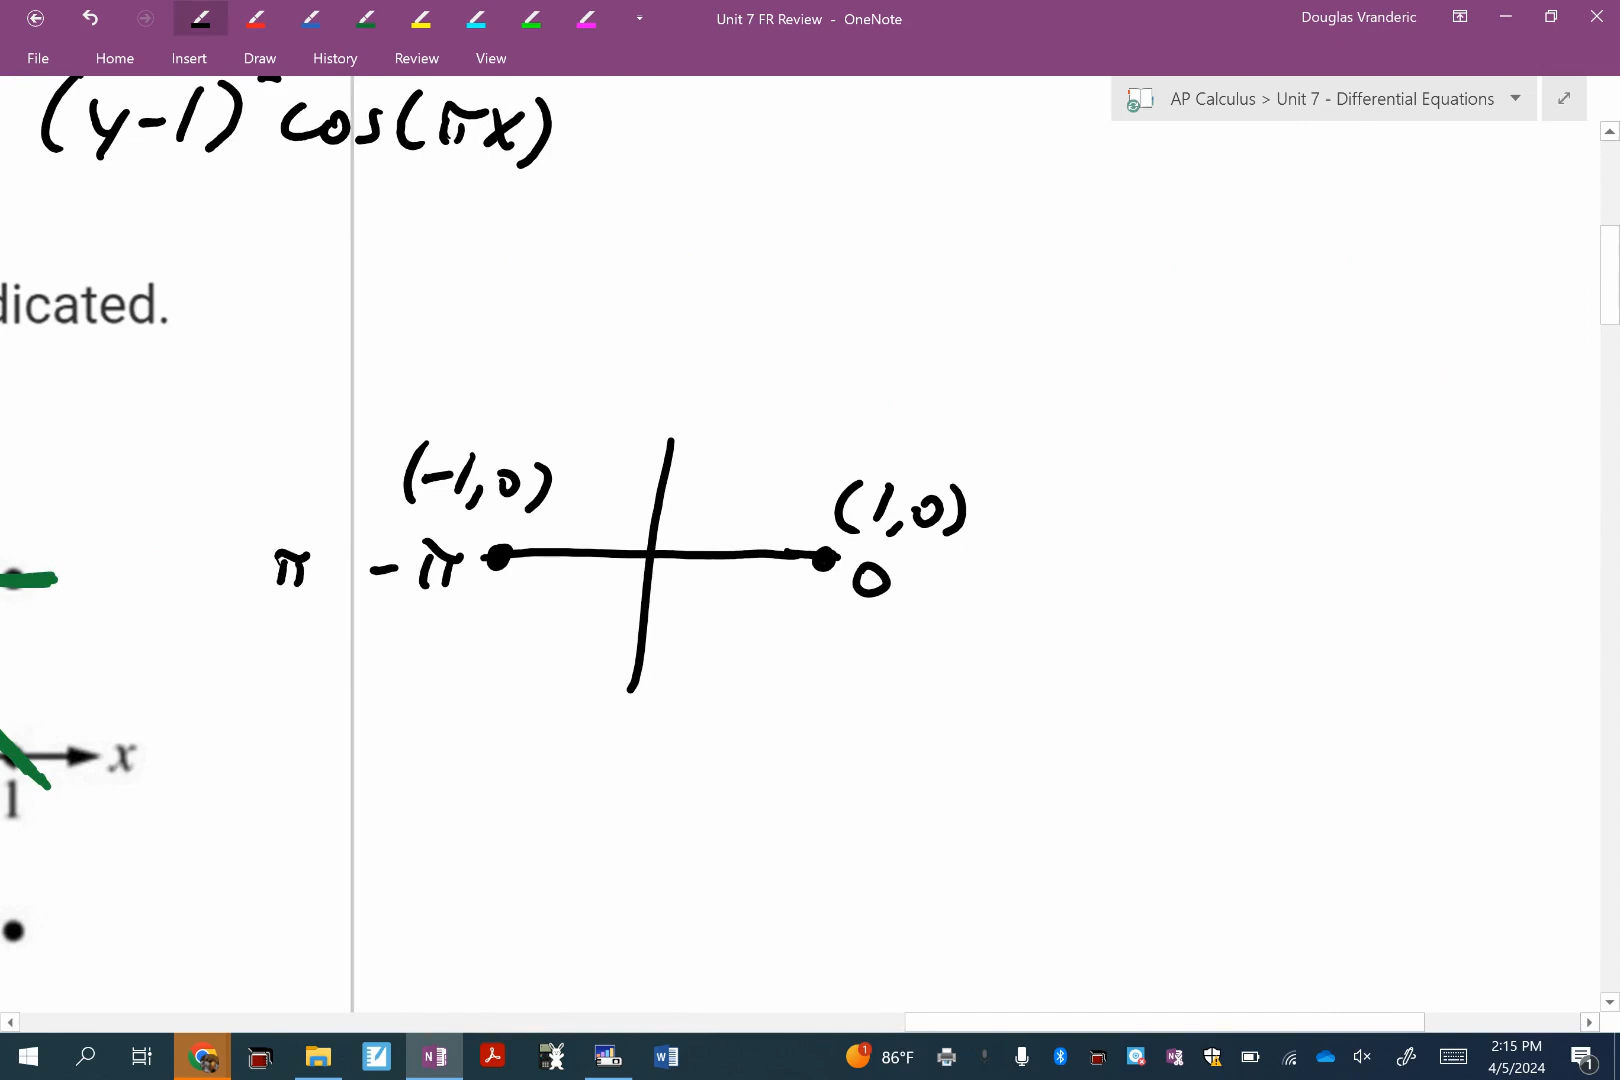 Unit 7 FR Review - OneNote
Douglas Vranderic
File Home Insert Draw History Review View
AP Calculus > Unit 7 - Differential Equations
(y-1)² cos(πx)
dicated.
(-1,0)
(1,0)
π -π 0
x
1
86°F
2:15 PM
4/5/2024